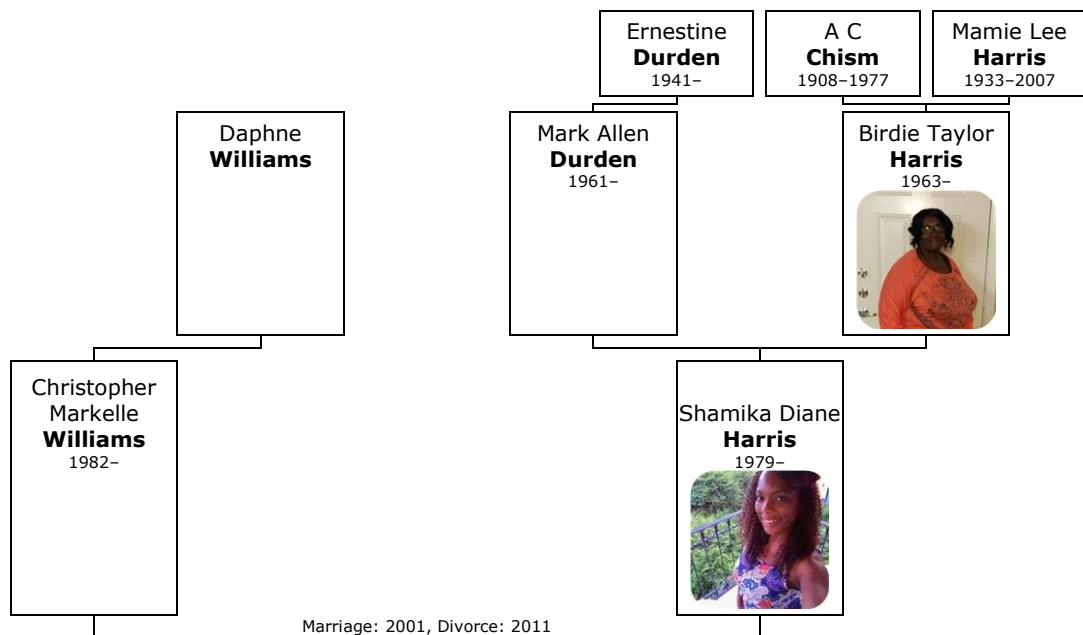 Ernestine
Durden
1941–
A C
Chism
1908–1977
Mamie Lee
Harris
1933–2007
Daphne
Williams
Mark Allen
Durden
1961–
Birdie Taylor
Harris
1963–
Christopher
Markelle
Williams
1982–
Shamika Diane
Harris
1979–
Marriage: 2001, Divorce: 2011